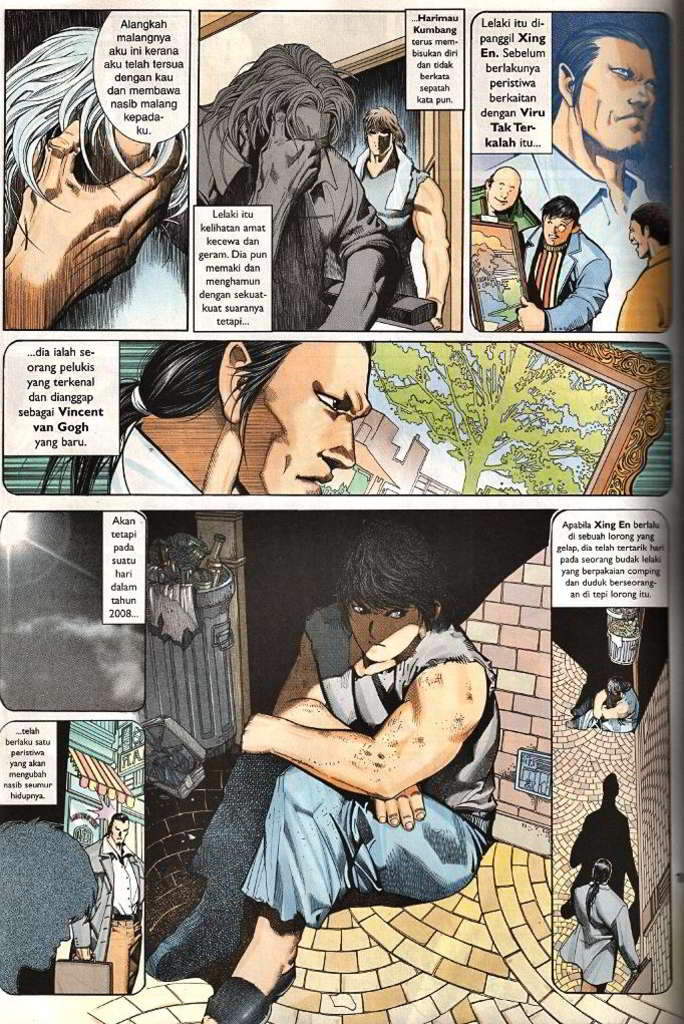 Alangkah
malangnya
aku ini kerana
aku telah tersua
dengan kau
dan membawa
nasib malang
kepada-
ku.
...Harimau
Kumbang
terus mem-
bisukan diri
dan tidak
berkata
sepatah
kata pun.
Lelaki itu
kelihatan amat
kecewa dan
geram. Dia pun
memaki dan
menghamun
dengan sekuat-
kuat suaranya
tetapi...
Lelaki itu di-
panggil Xing
En. Sebelum
berlakunya
peristiwa
berkaitan
dengan Viru
Tak Ter-
kalah itu...
...dia ialah se-
orang pelukis
yang terkenal
dan dianggap
sebagai Vincent
van Gogh
yang baru.
Akan
tetapi
pada
suatu
hari
dalam
tahun
2008...
...telah
berlaku satu
peristiwa
yang akan
mengubah
nasib seumur
hidupnya.
Apabila Xing En berlalu
di sebuah lorong yang
gelap, dia telah tertarik hati
pada seorang budak lelaki
yang berpakaian comping
dan duduk berseorang-
an di tepi lorong itu.